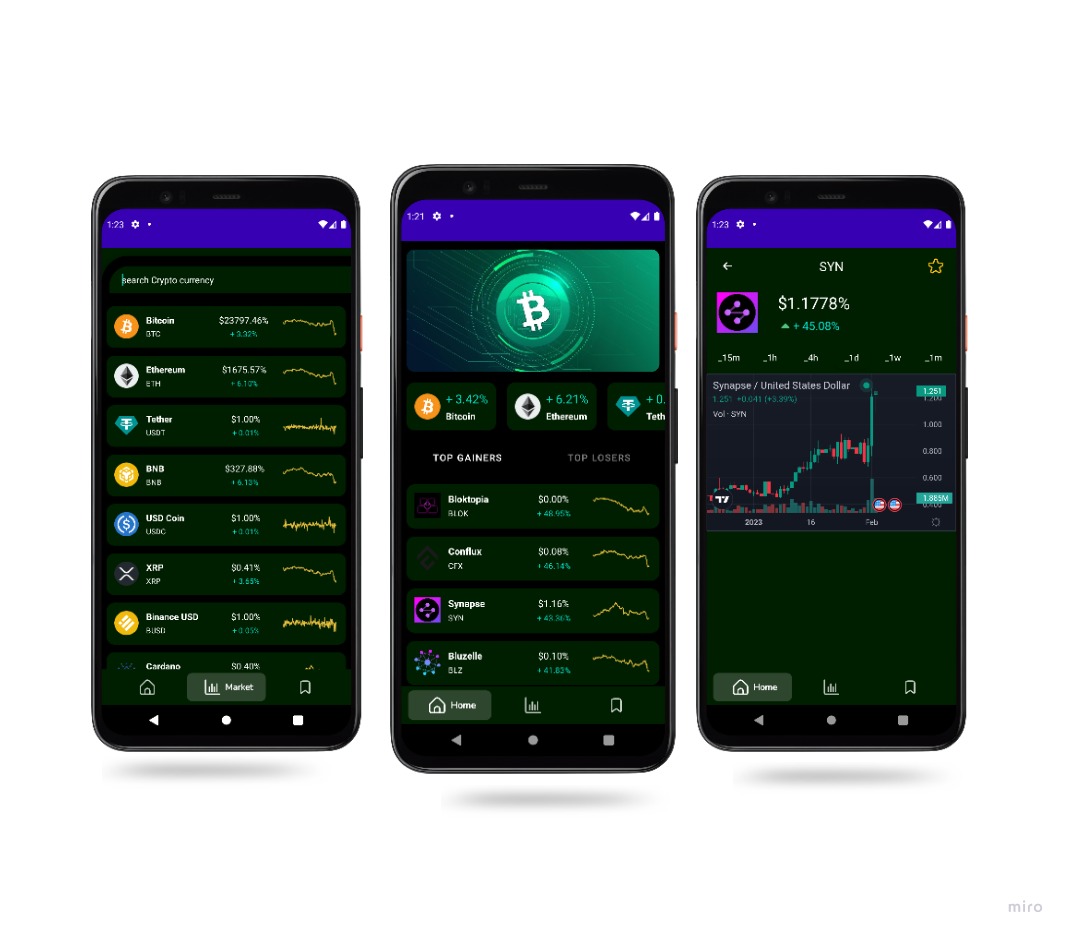 1:23
search Crypto currency
Bitcoin
$23797.46%
BTC
+ 3.32%
Ethereum
$1675.57%
ETH
+ 6.10%
Tether
$1.00%
USDT
+ 0.01%
BNB
$327.88%
BNB
+ 6.13%
USD Coin
$1.00%
USDC
+ 0.01%
XRP
$0.41%
XRP
+ 3.65%
Binance USD
$1.00%
BUSD
+ 0.05%
Cardano
$0.40%
Market
1:21
+ 3.42%
Bitcoin
+ 6.21%
Ethereum
+ 0.
Teth
TOP GAINERS
TOP LOSERS
Bloktopia
$0.00%
BLOK
+ 48.95%
Conflux
$0.08%
CFX
+ 46.14%
Synapse
$1.16%
SYN
+ 43.36%
Bluzelle
$0.10%
BLZ
+ 41.83%
Home
1:23
SYN
$1.1778%
+ 45.08%
_15m _1h _4h _1d _1w _1m
Synapse / United States Dollar
1.251 +0.041 (+3.39%)
Vol · SYN
1.251
1.200
1.000
0.800
0.600
1.885M
0.400
2023 16 Feb
Home
miro